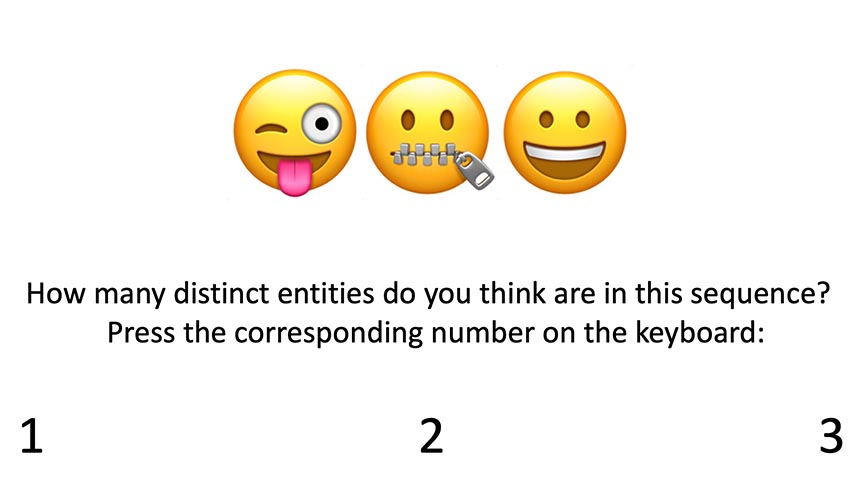 How many distinct entities do you think are in this sequence?
Press the corresponding number on the keyboard:
1 2 3